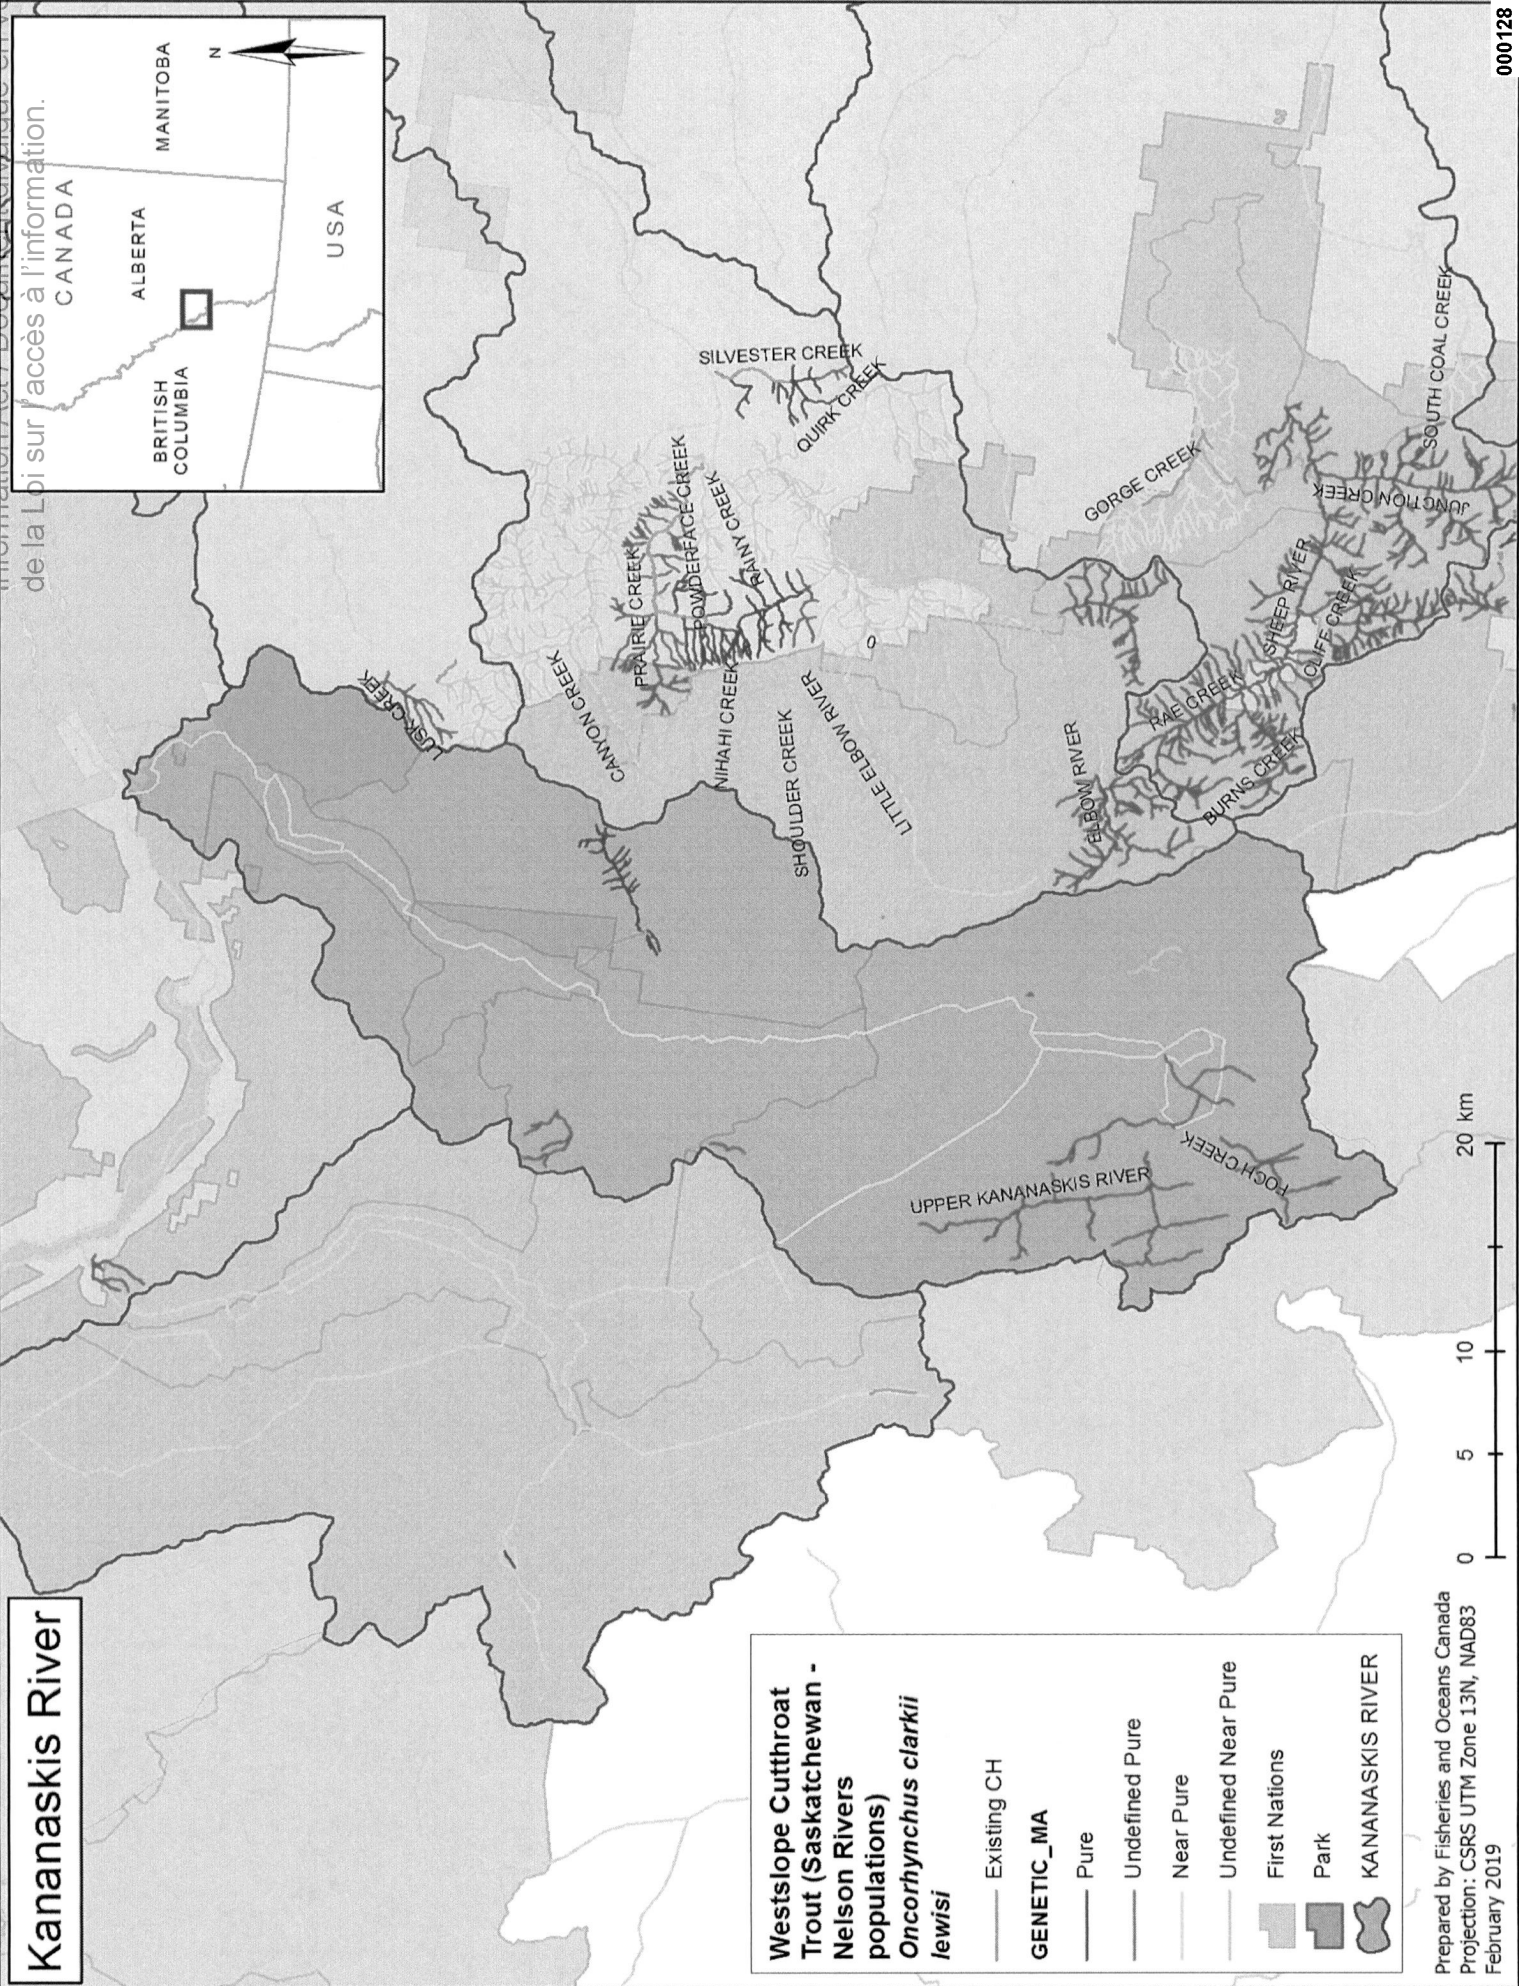 Kananaskis River
de la Loi sur l'accès à l'information.
CANADA
ALBERTA
MANITOBA
BRITISH
COLUMBIA
USA
N
LUSK CREEK
CANYON CREEK
PRAIRIE CREEK
POWDERFACE CREEK
RAINY CREEK
SILVESTER CREEK
QUIRK CREEK
NIHAHI CREEK
SHOULDER CREEK
LITTLE ELBOW RIVER
0
ELBOW RIVER
GORGE CREEK
RAE CREEK
BURNS CREEK
SHEEP RIVER
CLIFF CREEK
JUNCTION CREEK
SOUTH COAL CREEK
UPPER KANANASKIS RIVER
FOCH CREEK
Westslope Cutthroat
Trout (Saskatchewan -
Nelson Rivers
populations)
Oncorhynchus clarkii
lewisi
Existing CH
GENETIC_MA
Pure
Undefined Pure
Near Pure
Undefined Near Pure
First Nations
Park
KANANASKIS RIVER
0 5 10 20 km
Prepared by Fisheries and Oceans Canada
Projection: CSRS UTM Zone 13N, NAD83
February 2019
000128